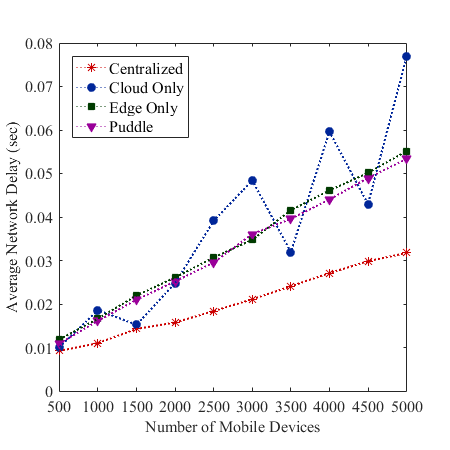 0.08
0.07
0.06
0.05
0.04
0.03
0.02
0.01
0
Average Network Delay (sec)
Centralized
Cloud Only
Edge Only
Puddle
500 1000 1500 2000 2500 3000 3500 4000 4500 5000
Number of Mobile Devices